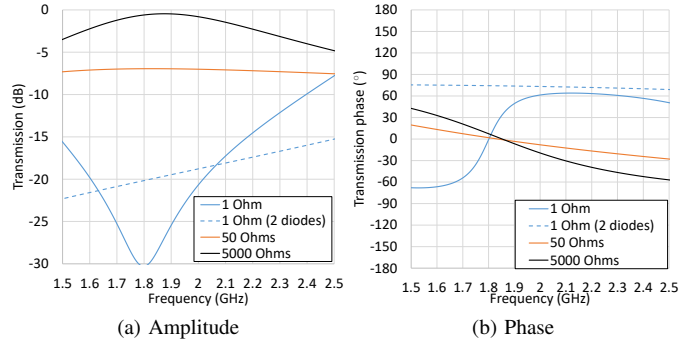 0
-5
-10
-15
-20
-25
-30
Transmission (dB)
1 Ohm
1 Ohm (2 diodes)
50 Ohms
5000 Ohms
1.5 1.6 1.7 1.8 1.9 2 2.1 2.2 2.3 2.4 2.5
Frequency (GHz)
(a) Amplitude
180
150
120
90
60
30
0
-30
-60
-90
-120
-150
-180
Transmission phase (°)
1 Ohm
1 Ohm (2 diodes)
50 Ohms
5000 Ohms
1.5 1.6 1.7 1.8 1.9 2 2.1 2.2 2.3 2.4 2.5
Frequency (GHz)
(b) Phase